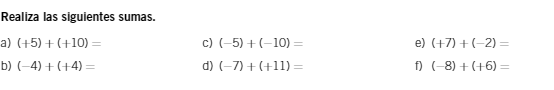 Realiza las siguientes sumas.
a) (+5) + (+10) = c) (−5) + (−10) = e) (+7) + (−2) =
b) (−4) + (+4) = d) (−7) + (+11) = f) (−8) + (+6) =